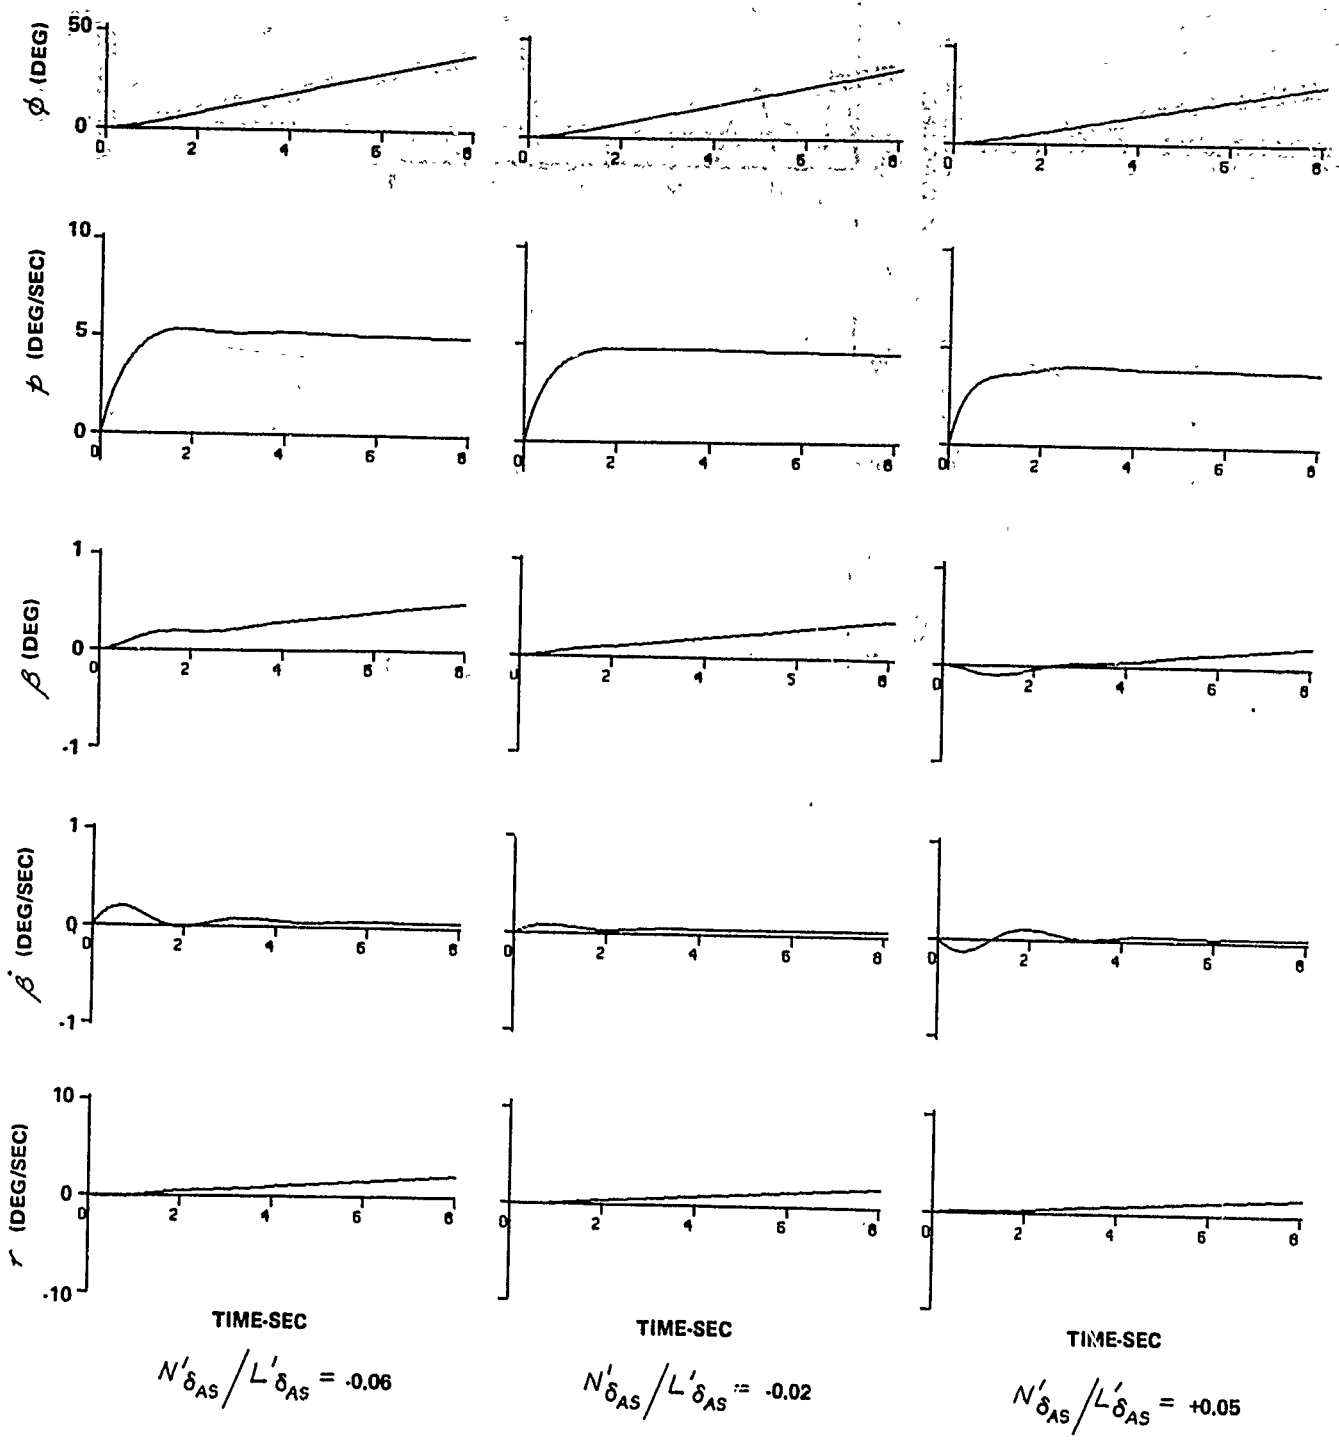 ϕ (DEG)
50
0
0 2 4 6 8
0 2 4 6 8
0 2 4 6 8
p (DEG/SEC)
10
5
0
0 2 4 6 8
0 2 4 6 8
0 2 4 6 8
β (DEG)
1
0
-1
0 2 4 6 8
0 2 4 5 8
0 2 4 6 8
β̇ (DEG/SEC)
1
0
-1
0 2 4 6 8
0 2 4 6 8
0 2 4 6 8
r (DEG/SEC)
10
0
-10
0 2 4 6 8
0 2 4 6 8
0 2 4 6 8
TIME-SEC
TIME-SEC
TIME-SEC
N'δAS / L'δAS = -0.06
N'δAS / L'δAS = -0.02
N'δAS / L'δAS = +0.05